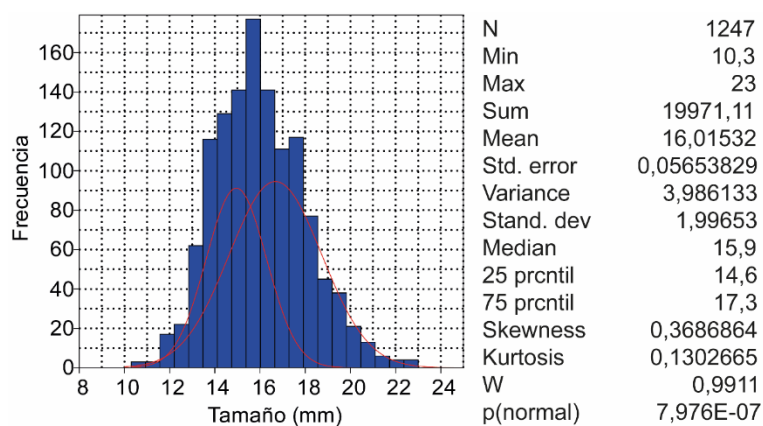 Frecuencia
160
140
120
100
80
60
40
20
0
8 10 12 14 16 18 20 22 24
Tamaño (mm)
N 1247
Min 10,3
Max 23
Sum 19971,11
Mean 16,01532
Std. error 0,05653829
Variance 3,986133
Stand. dev 1,99653
Median 15,9
25 prcntil 14,6
75 prcntil 17,3
Skewness 0,3686864
Kurtosis 0,1302665
W 0,9911
p(normal) 7,976E-07